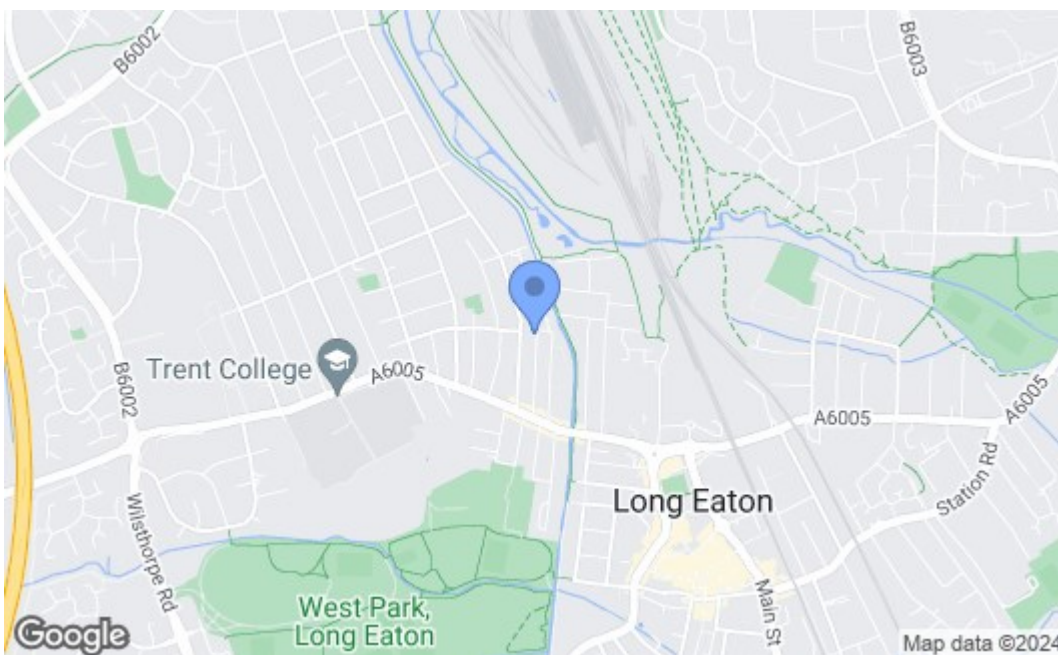 B6002
B6003
Trent College
A6005
B6002
A6005
A6005
Station Rd
Long Eaton
Wilsthorpe Rd
Main St
West Park,
Long Eaton
Google
Map data ©2024